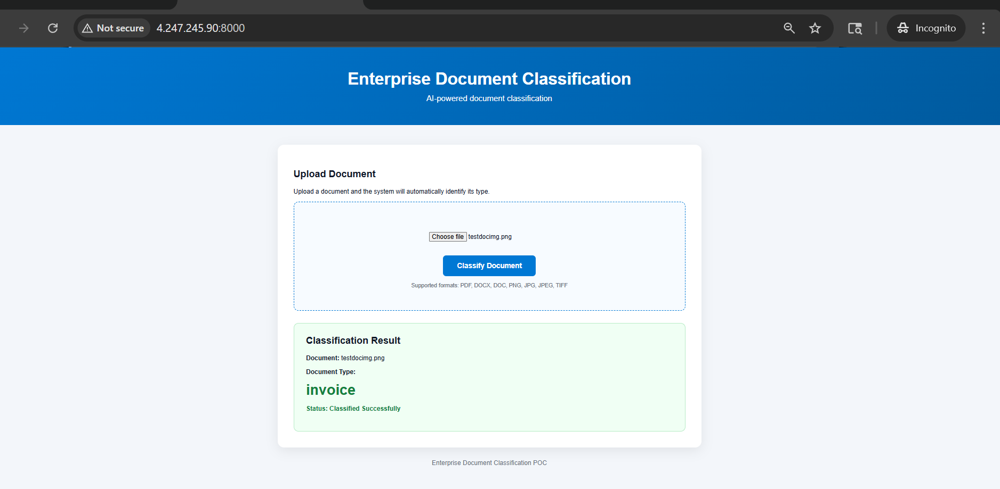 Not secure 4.247.245.90:8000 Incognito
Enterprise Document Classification
AI-powered document classification
Upload Document
Upload a document and the system will automatically identify its type.
Choose file testdocimg.png
Classify Document
Supported formats: PDF, DOCX, DOC, PNG, JPG, JPEG, TIFF
Classification Result
Document: testdocimg.png
Document Type:
invoice
Status: Classified Successfully
Enterprise Document Classification POC